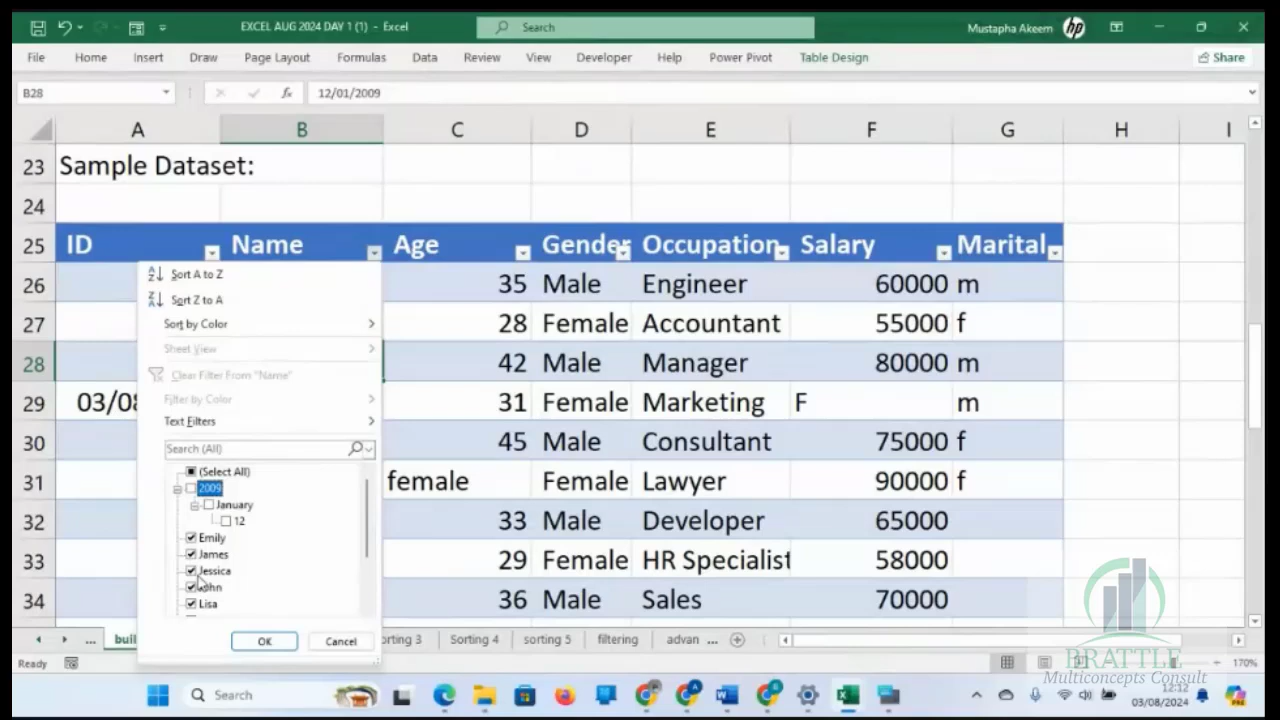 EXCEL AUG 2024 DAY 1 (1) - Excel
Search
Mustapha Akeem
hp
File Home Insert Draw Page Layout Formulas Data Review View Developer Help Power Pivot Table Design Share
B28 fx 12/01/2009
A B C D E F G H I
23 Sample Dataset:
24
25 ID Name Age Gender Occupation Salary Marital
26 35 Male Engineer 60000 m
27 28 Female Accountant 55000 f
28 42 Male Manager 80000 m
29 03/08 31 Female Marketing F m
30 45 Male Consultant 75000 f
31 female Female Lawyer 90000 f
32 33 Male Developer 65000
33 29 Female HR Specialist 58000
34 36 Male Sales 70000
Sort A to Z
Sort Z to A
Sort by Color
Sheet View
Clear Filter From "Name"
Filter by Color
Text Filters
Search (All)
(Select All)
2009
January
12
Emily
James
Jessica
John
Lisa
OK Cancel
... buil orting 3 Sorting 4 sorting 5 filtering advan ...
Ready 170%
BRATTLE
Multiconcepts Consult
Search
12:12
03/08/2024